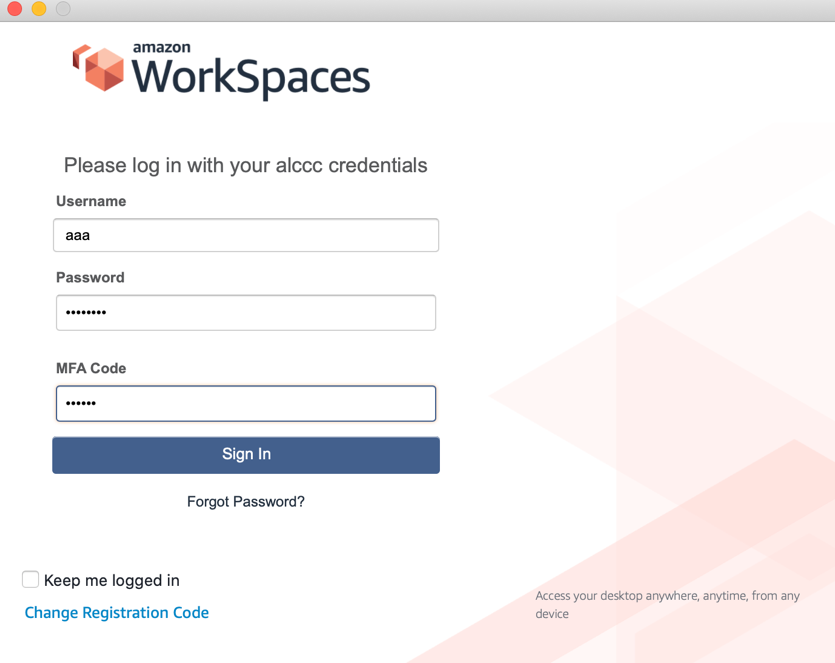 amazon
WorkSpaces
Please log in with your alccc credentials
Username
aaa
Password
••••••••
MFA Code
••••••
Sign In
Forgot Password?
Keep me logged in
Change Registration Code
Access your desktop anywhere, anytime, from any
device